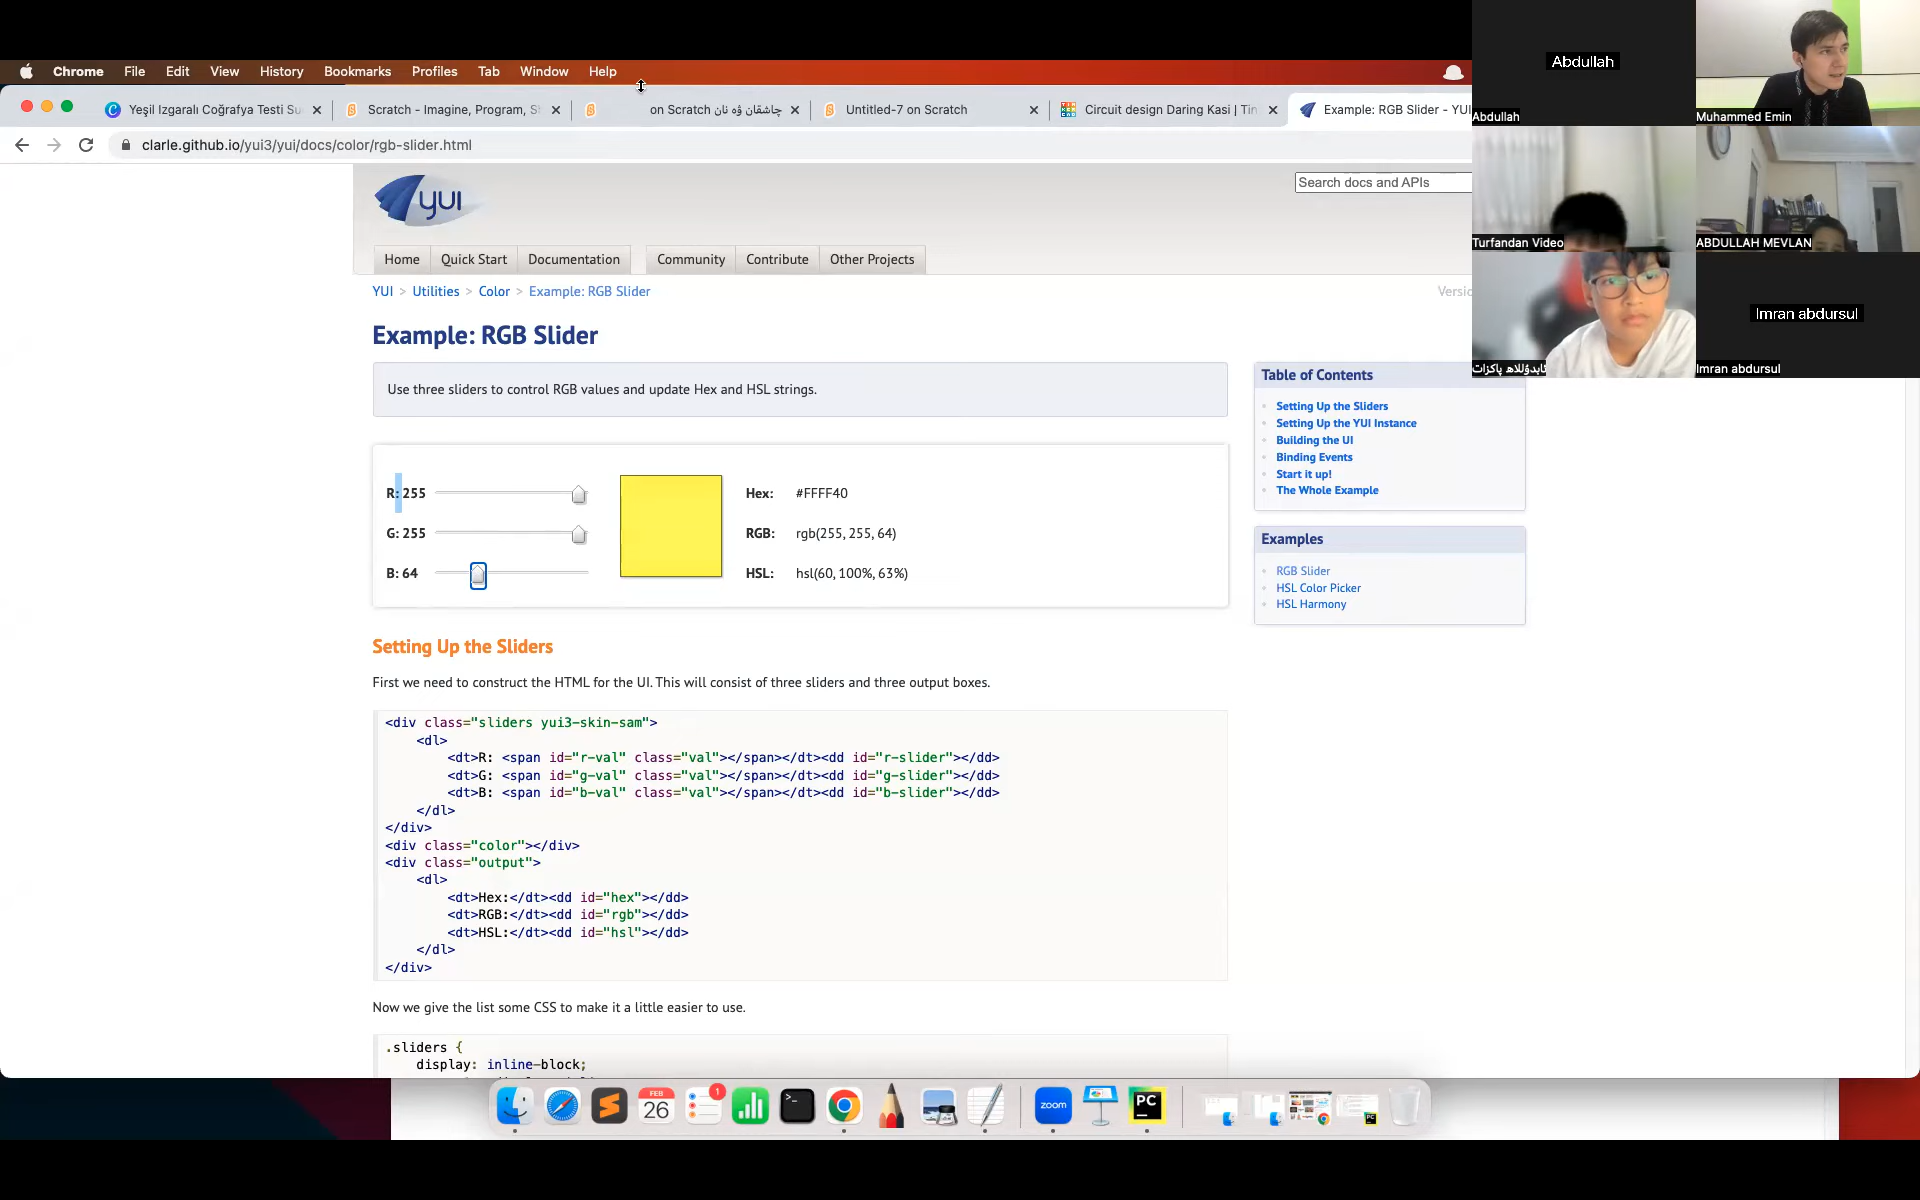 Chrome File Edit View History Bookmarks Profiles Tab Window Help
Yeşil Izgaralı Coğrafya Testi Su
Scratch - Imagine, Program, S
چاشقان ۋە نان on Scratch
Untitled-7 on Scratch
Circuit design Daring Kasi | Tin
Example: RGB Slider - YUI
clarle.github.io/yui3/yui/docs/color/rgb-slider.html
YUI
Search docs and APIs
Home Quick Start Documentation Community Contribute Other Projects
YUI > Utilities > Color > Example: RGB Slider
Versio
Example: RGB Slider
Use three sliders to control RGB values and update Hex and HSL strings.
R: 255
Hex: #FFFF40
G: 255
RGB: rgb(255, 255, 64)
B: 64
HSL: hsl(60, 100%, 63%)
Setting Up the Sliders
First we need to construct the HTML for the UI. This will consist of three sliders and three output boxes.
<div class="sliders yui3-skin-sam">
<dl>
<dt>R: <span id="r-val" class="val"></span></dt><dd id="r-slider"></dd>
<dt>G: <span id="g-val" class="val"></span></dt><dd id="g-slider"></dd>
<dt>B: <span id="b-val" class="val"></span></dt><dd id="b-slider"></dd>
</dl>
</div>
<div class="color"></div>
<div class="output">
<dl>
<dt>Hex:</dt><dd id="hex"></dd>
<dt>RGB:</dt><dd id="rgb"></dd>
<dt>HSL:</dt><dd id="hsl"></dd>
</dl>
</div>
Now we give the list some CSS to make it a little easier to use.
.sliders {
display: inline-block;
Table of Contents
Setting Up the Sliders
Setting Up the YUI Instance
Building the UI
Binding Events
Start it up!
The Whole Example
Examples
RGB Slider
HSL Color Picker
HSL Harmony
Abdullah
Abdullah
Muhammed Emin
Turfandan Video
ABDULLAH MEVLAN
ئابدۇللاھ پاكزات
Imran abdursul
Imran abdursul
FEB
26
1
zoom
PC